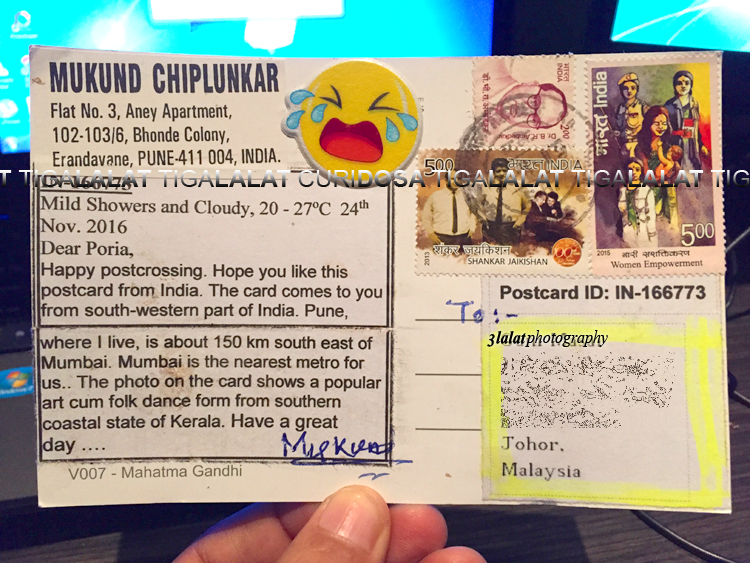 MUKUND CHIPLUNKAR
Flat No. 3, Aney Apartment,
102-103/6, Bhonde Colony,
Erandavane, PUNE-411 004, INDIA.
T TIGALALAT TIGALALAT CURIDOSA TIGALALAT TIGALALAT
IN-166773
Mild Showers and Cloudy, 20 - 27ºC 24th
Nov. 2016
Dear Poria,
Happy postcrossing. Hope you like this
postcard from India. The card comes to you
from south-western part of India. Pune,
where I live, is about 150 km south east of
Mumbai. Mumbai is the nearest metro for
us.. The photo on the card shows a popular
art cum folk dance form from southern
coastal state of Kerala. Have a great
day ....
Mukund
V007 - Mahatma Gandhi
भारत
INDIA
200
भारत India
500
2015
नारी सशक्तिकरण
Women Empowerment
500
भारत INDIA
2013
शंकर जयकिशन
SHANKAR JAIKISHAN
100
Postcard ID: IN-166773
To:-
3lalatphotography
Johor,
Malaysia